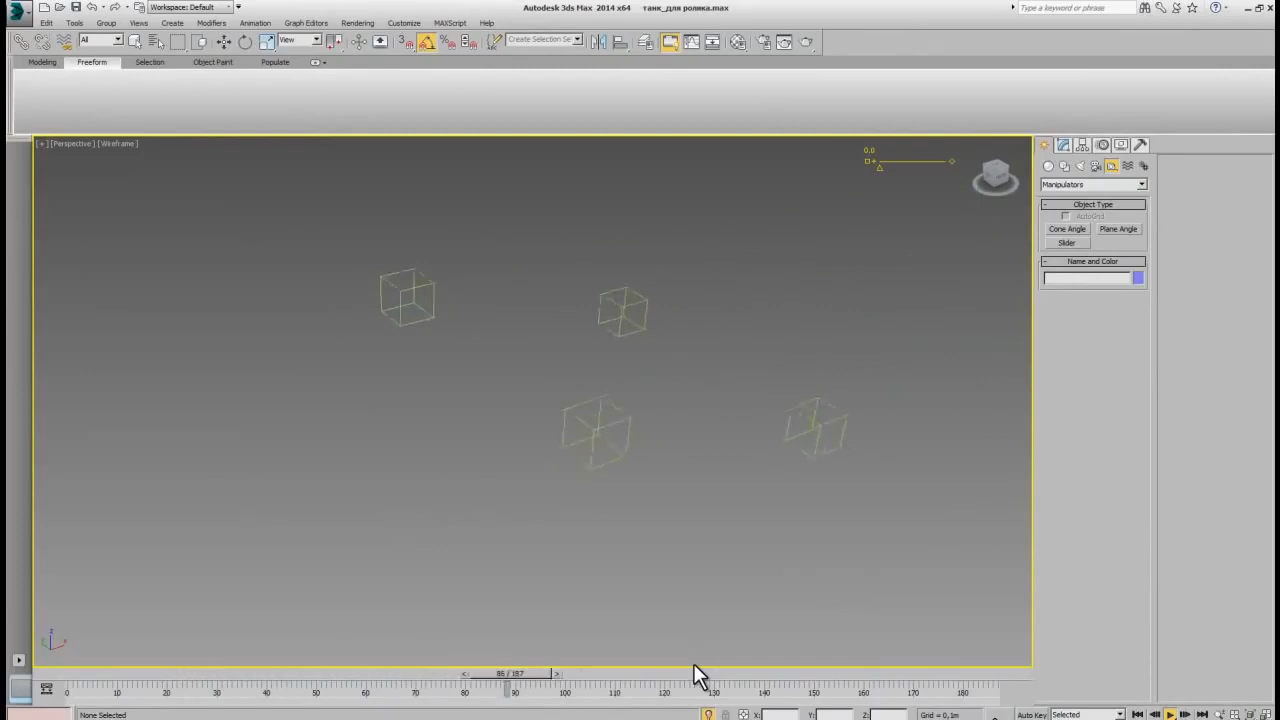 Workspace: Default
Autodesk 3ds Max 2014 x64 танк_для ролика.max
Type a keyword or phrase
Edit Tools Group Views Create Modifiers Animation Graph Editors Rendering Customize MAXScript Help
All View Create Selection Se
Modeling Freeform Selection Object Paint Populate
[+] [Perspective] [Wireframe]
0.0
Manipulators
Object Type
AutoGrid
Cone Angle Plane Angle
Slider
Name and Color
z
x
< 86 / 187 >
0 10 20 30 40 50 60 70 80 90 100 110 120 130 140 150 160 170 180
None Selected X: Y: Z: Grid = 0,1m Auto Key Selected